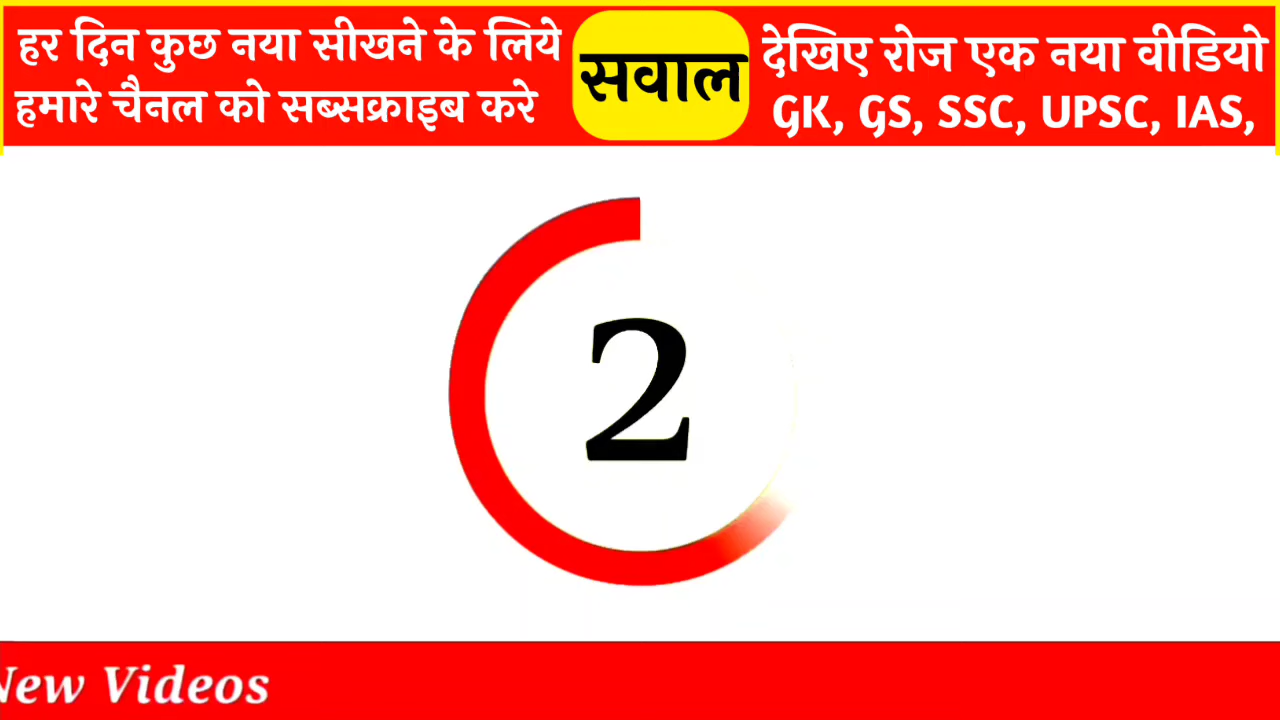 हर दिन कुछ नया सीखने के लिये
हमारे चैनल को सब्सक्राइब करे
सवाल
देखिए रोज एक नया वीडियो
GK, GS, SSC, UPSC, IAS,
2
New Videos